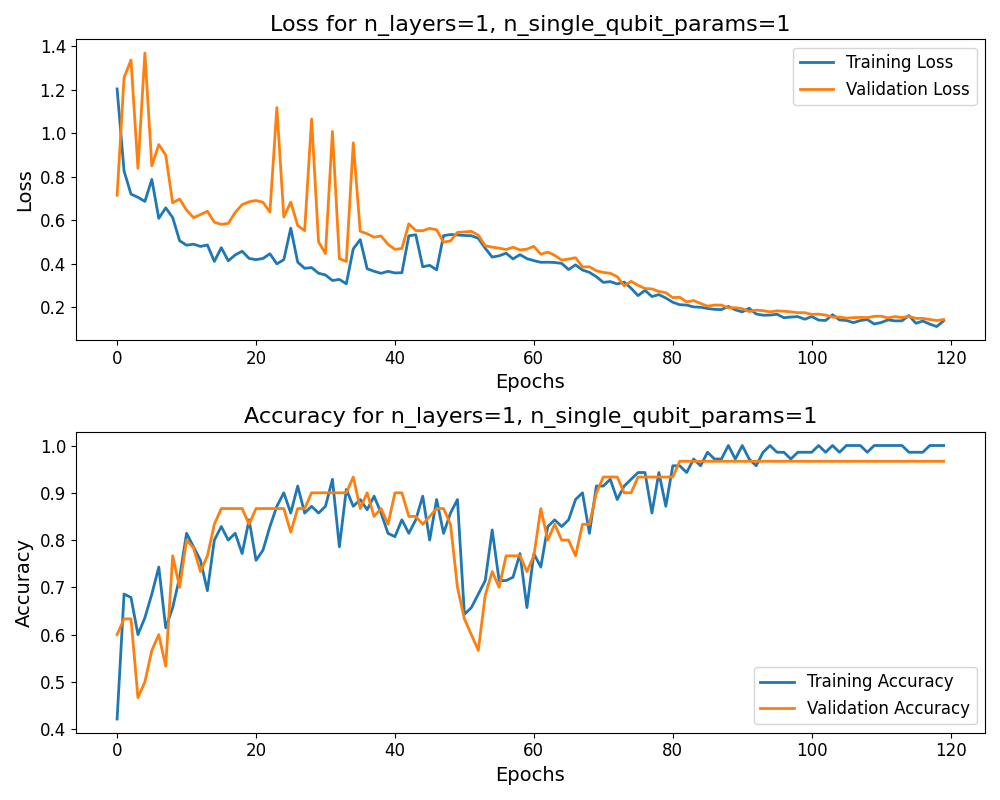 Loss for n_layers=1, n_single_qubit_params=1
1.4
1.2
1.0
0.8
0.6
0.4
0.2
Loss
Training Loss
Validation Loss
0 20 40 60 80 100 120
Epochs
Accuracy for n_layers=1, n_single_qubit_params=1
1.0
0.9
0.8
0.7
0.6
0.5
0.4
Accuracy
Training Accuracy
Validation Accuracy
0 20 40 60 80 100 120
Epochs